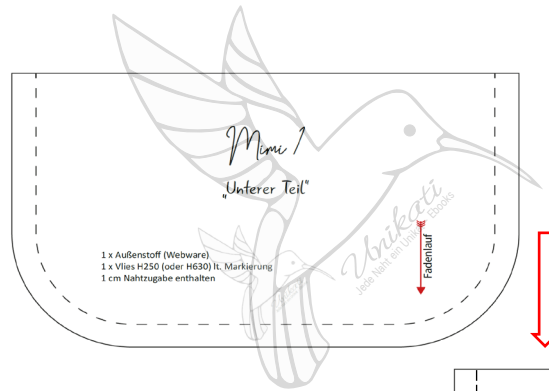 Mimi 1
"Unterer Teil"
1 x Außenstoff (Webware)
1 x Vlies H250 (oder H630) lt. Markierung
1 cm Nahtzugabe enthalten
Fadenlauf
Unikati
Jede Naht ein Unikat Ebooks